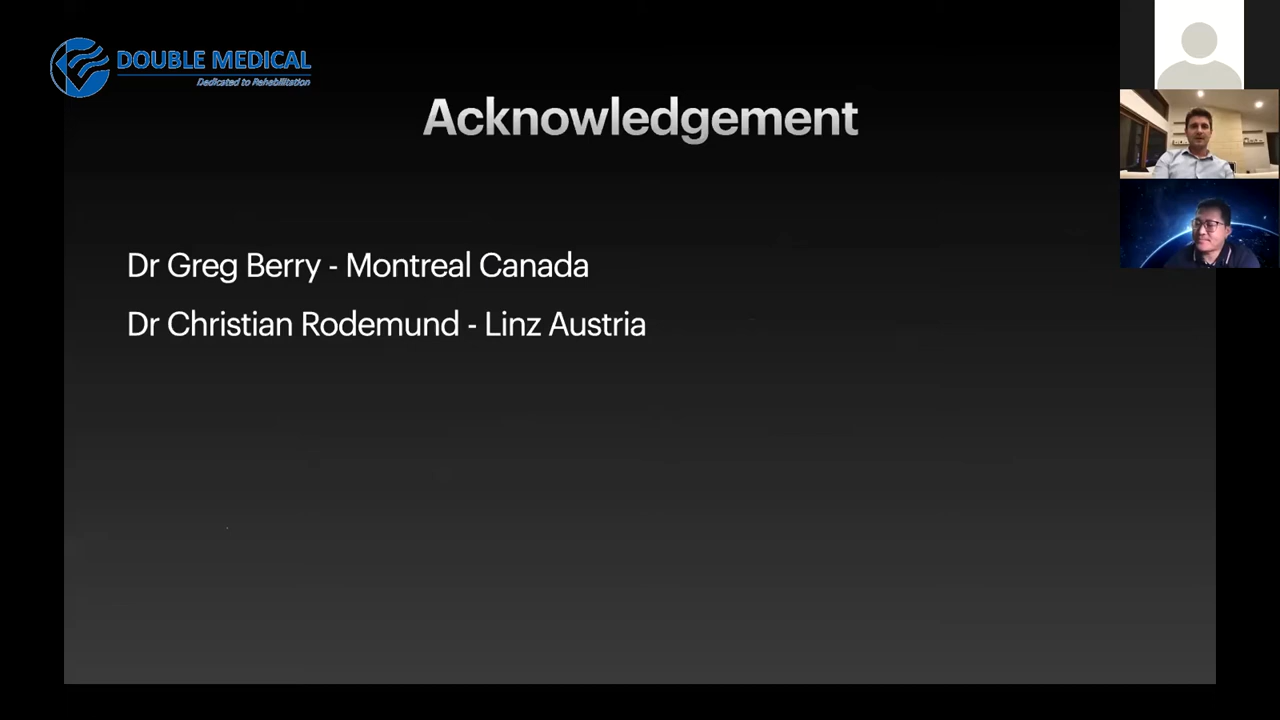 DOUBLE MEDICAL
Dedicated to Rehabilitation
Acknowledgement
Dr Greg Berry - Montreal Canada
Dr Christian Rodemund - Linz Austria